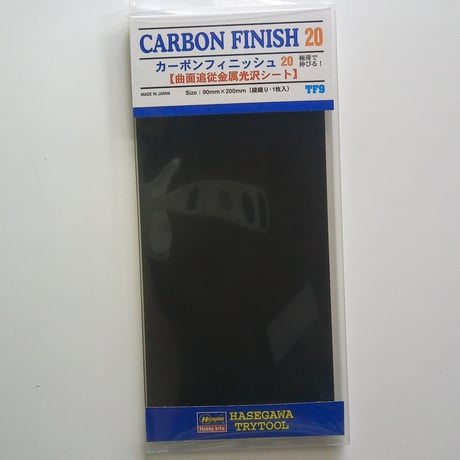 CARBON FINISH 20
カーボンフィニッシュ 20
極薄で
伸びる!
【曲面追従金属光沢シート】
MADE IN JAPAN
Size : 90mm×200mm (綾織り・1枚入)
TF9
Hasegawa
Hobby kits
HASEGAWA
TRYTOOL